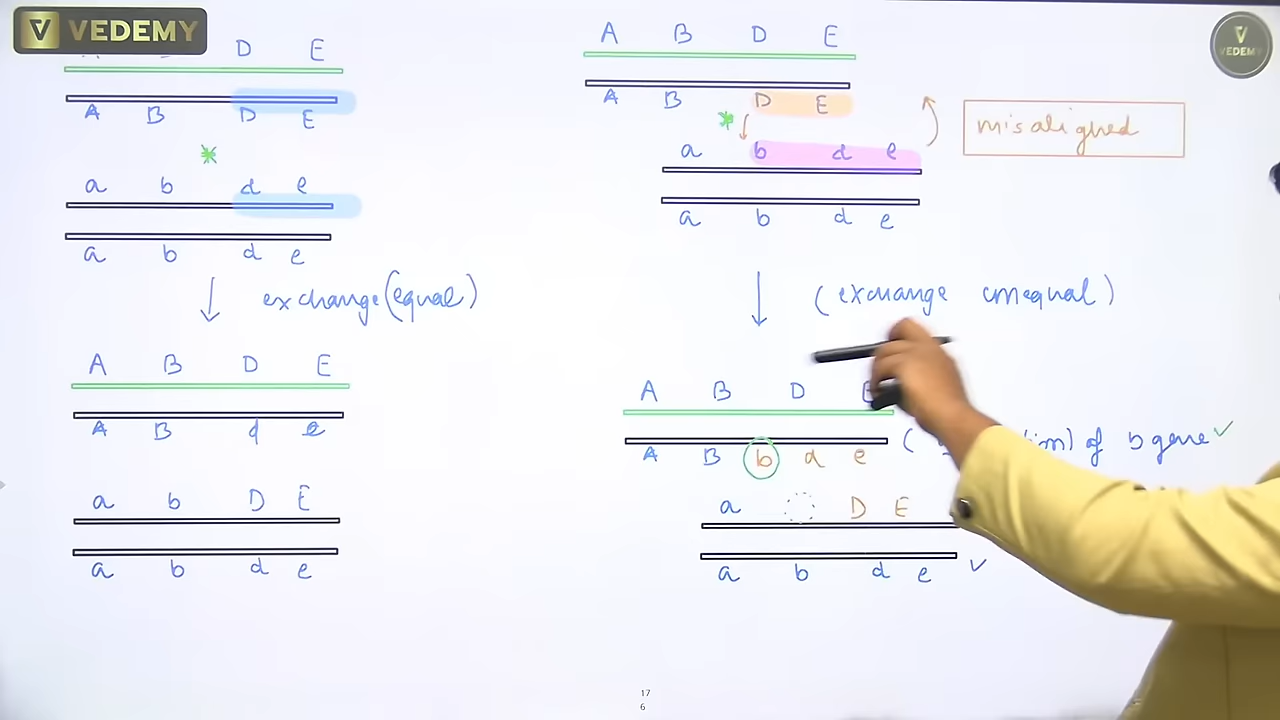 VEDEMY
D E
A B D E
a b d e
a b d e
exchange (equal)
A B D E
A B d e
a b D E
a b d e
A B D E
A B D E
a b d e
a b d e
misaligned
(exchange unequal)
A B D
A B b d e
of b gene ✓
a D E
a b d e ✓
VEDEMY
17
6